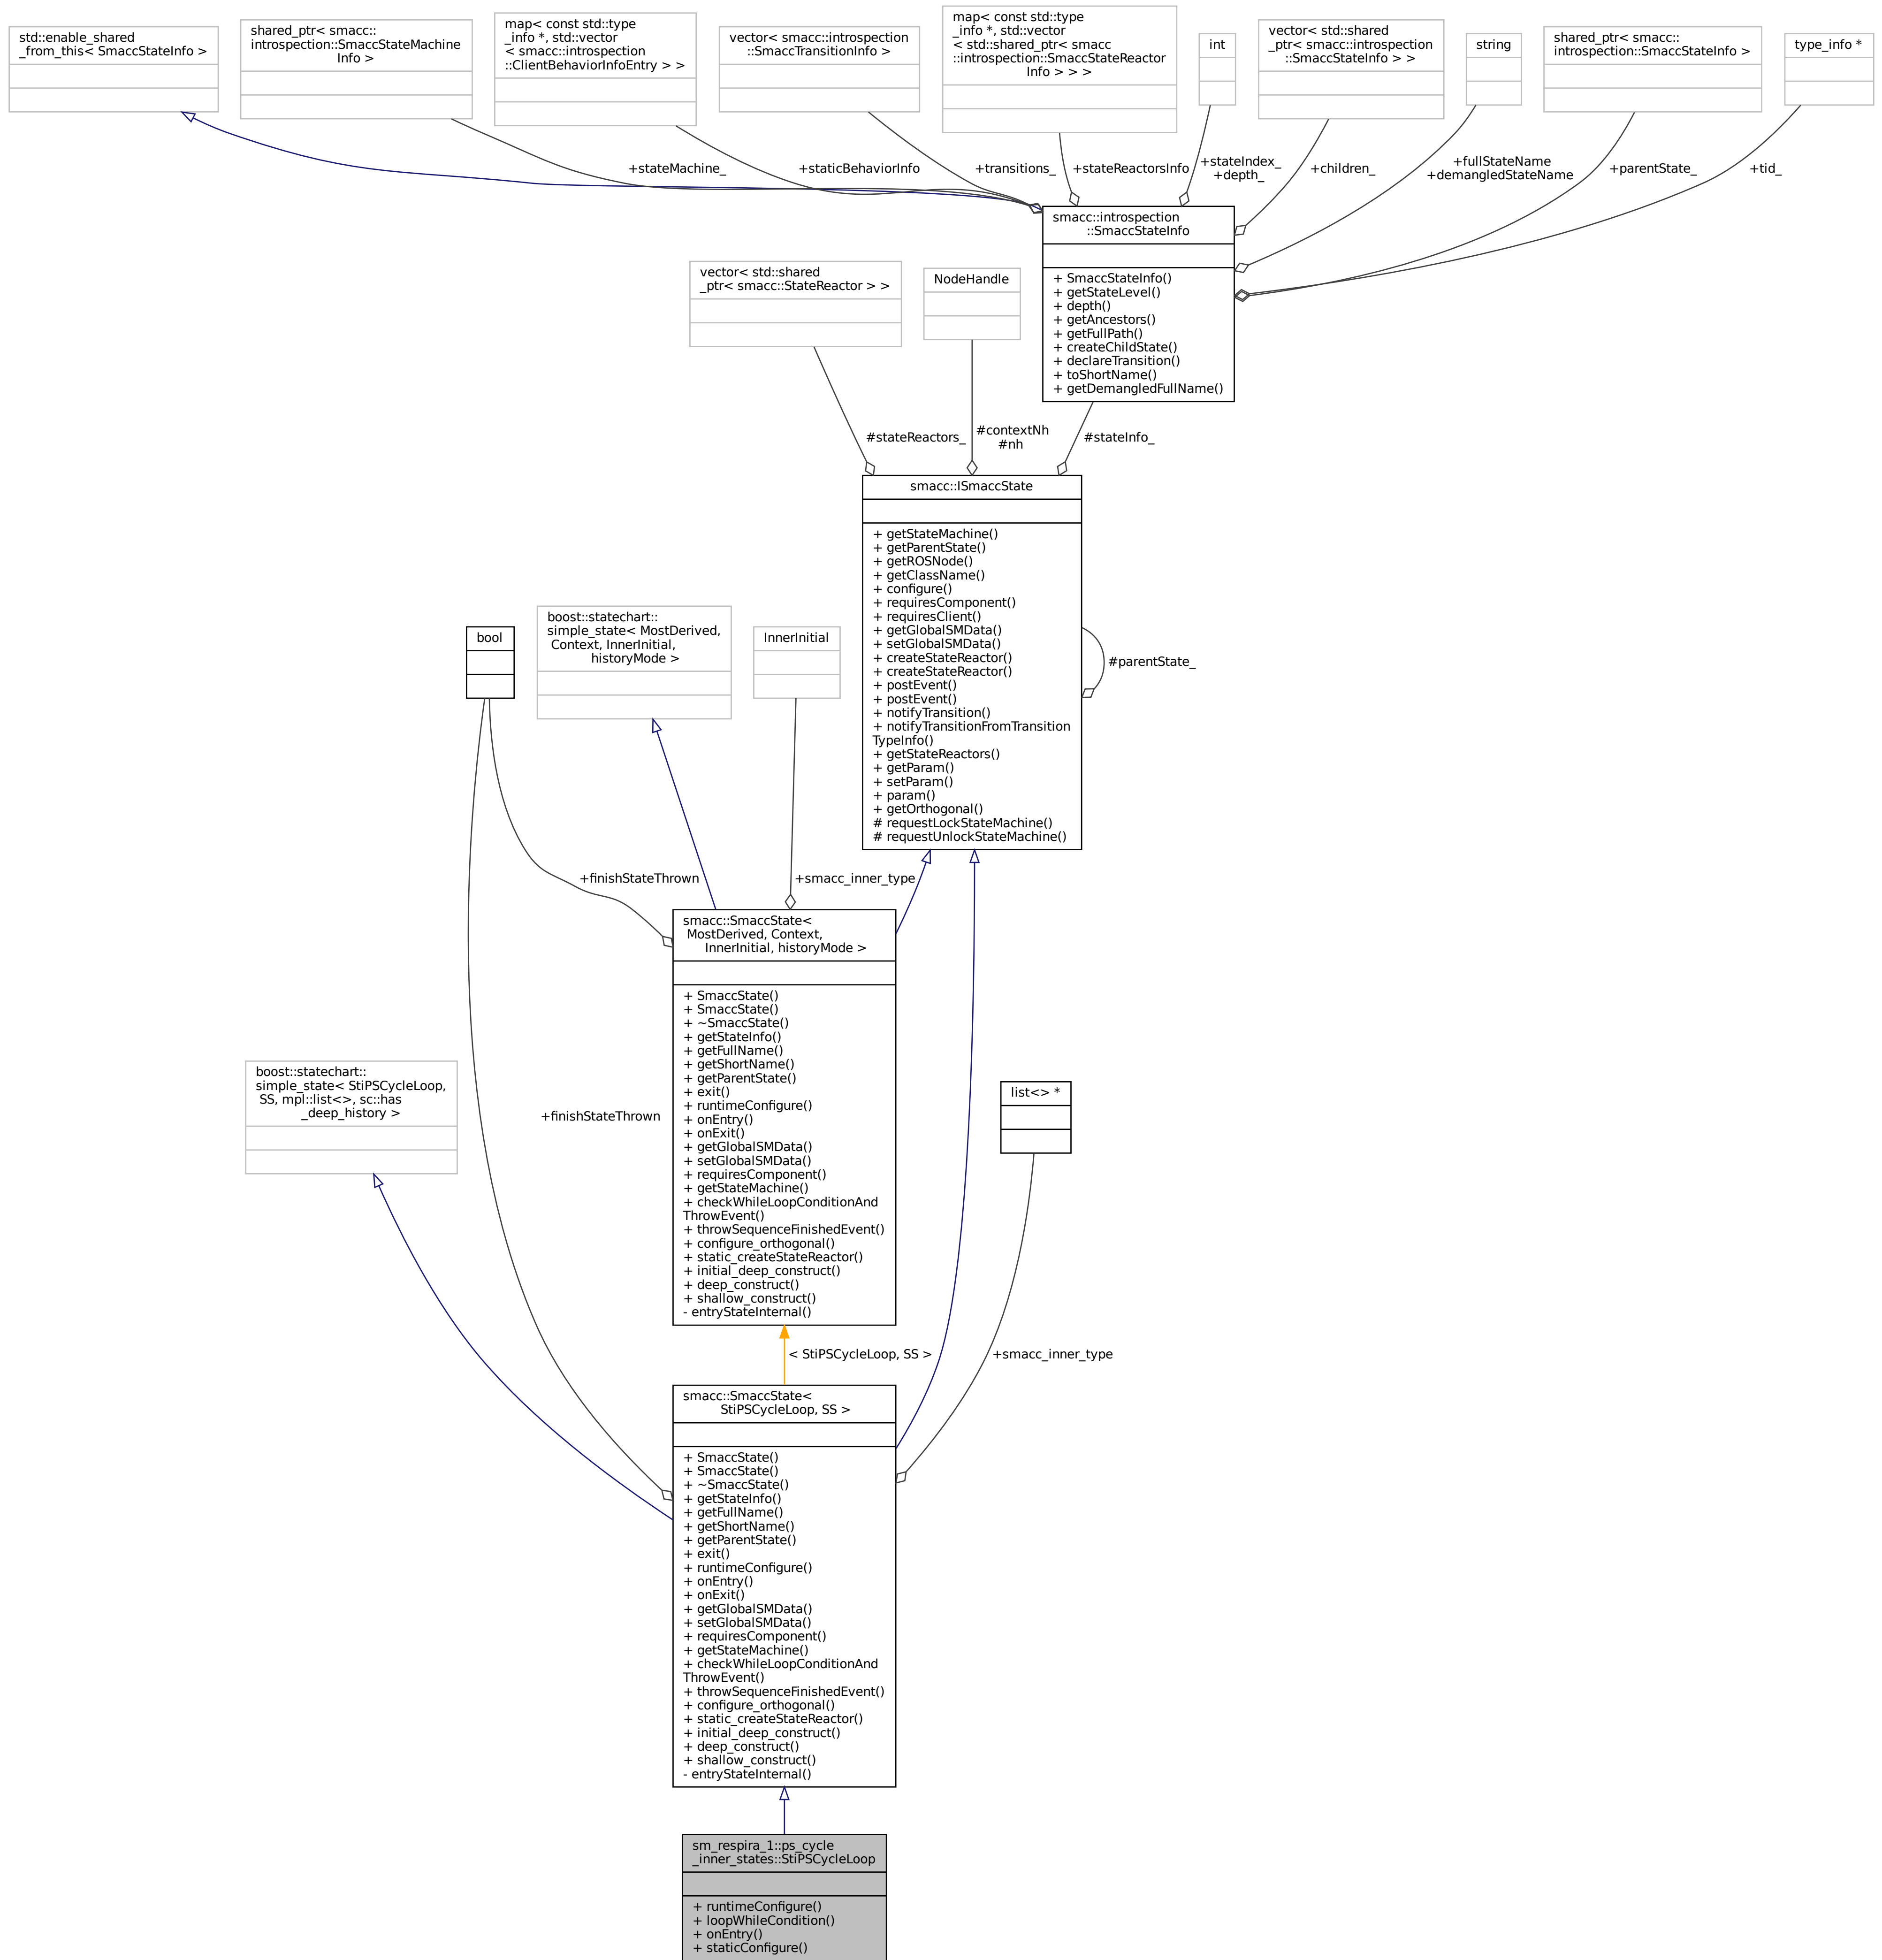 std::enable_shared
_from_this< SmaccStateInfo >
shared_ptr< smacc::
introspection::SmaccStateMachine
Info >
map< const std::type
_info *, std::vector
< smacc::introspection
::ClientBehaviorInfoEntry > >
vector< smacc::introspection
::SmaccTransitionInfo >
map< const std::type
_info *, std::vector
< std::shared_ptr< smacc
::introspection::SmaccStateReactor
Info > > >
int
vector< std::shared
_ptr< smacc::introspection
::SmaccStateInfo > >
string
shared_ptr< smacc::
introspection::SmaccStateInfo >
type_info *
+stateMachine_
+staticBehaviorInfo
+transitions_
+stateReactorsInfo
+stateIndex_
+depth_
+children_
+fullStateName
+demangledStateName
+parentState_
+tid_
smacc::introspection
::SmaccStateInfo
+ SmaccStateInfo()
+ getStateLevel()
+ depth()
+ getAncestors()
+ getFullPath()
+ createChildState()
+ declareTransition()
+ toShortName()
+ getDemangledFullName()
vector< std::shared
_ptr< smacc::StateReactor > >
NodeHandle
#stateReactors_
#contextNh
#nh
#stateInfo_
smacc::ISmaccState
+ getStateMachine()
+ getParentState()
+ getROSNode()
+ getClassName()
+ configure()
+ requiresComponent()
+ requiresClient()
+ getGlobalSMData()
+ setGlobalSMData()
+ createStateReactor()
+ createStateReactor()
+ postEvent()
+ postEvent()
+ notifyTransition()
+ notifyTransitionFromTransition
TypeInfo()
+ getStateReactors()
+ getParam()
+ setParam()
+ param()
+ getOrthogonal()
# requestLockStateMachine()
# requestUnlockStateMachine()
#parentState_
bool
boost::statechart::
simple_state< MostDerived,
Context, InnerInitial,
historyMode >
InnerInitial
+finishStateThrown
+smacc_inner_type
smacc::SmaccState<
MostDerived, Context,
InnerInitial, historyMode >
+ SmaccState()
+ SmaccState()
+ ~SmaccState()
+ getStateInfo()
+ getFullName()
+ getShortName()
+ getParentState()
+ exit()
+ runtimeConfigure()
+ onEntry()
+ onExit()
+ getGlobalSMData()
+ setGlobalSMData()
+ requiresComponent()
+ getStateMachine()
+ checkWhileLoopConditionAnd
ThrowEvent()
+ throwSequenceFinishedEvent()
+ configure_orthogonal()
+ static_createStateReactor()
+ initial_deep_construct()
+ deep_construct()
+ shallow_construct()
- entryStateInternal()
boost::statechart::
simple_state< StiPSCycleLoop,
SS, mpl::list<>, sc::has
_deep_history >
+finishStateThrown
list<> *
< StiPSCycleLoop, SS >
+smacc_inner_type
smacc::SmaccState<
StiPSCycleLoop, SS >
+ SmaccState()
+ SmaccState()
+ ~SmaccState()
+ getStateInfo()
+ getFullName()
+ getShortName()
+ getParentState()
+ exit()
+ runtimeConfigure()
+ onEntry()
+ onExit()
+ getGlobalSMData()
+ setGlobalSMData()
+ requiresComponent()
+ getStateMachine()
+ checkWhileLoopConditionAnd
ThrowEvent()
+ throwSequenceFinishedEvent()
+ configure_orthogonal()
+ static_createStateReactor()
+ initial_deep_construct()
+ deep_construct()
+ shallow_construct()
- entryStateInternal()
sm_respira_1::ps_cycle
_inner_states::StiPSCycleLoop
+ runtimeConfigure()
+ loopWhileCondition()
+ onEntry()
+ staticConfigure()